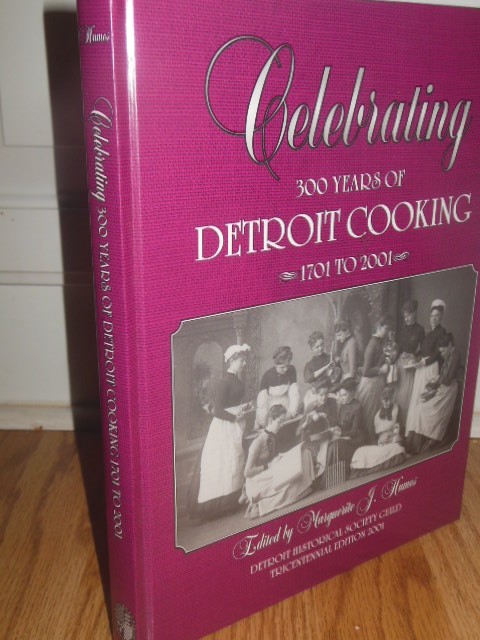 Humes
Celebrating 300 YEARS OF DETROIT COOKING 1701 TO 2001
Celebrating
300 YEARS OF
DETROIT COOKING
1701 TO 2001
Edited by Marguerite J. Humes
DETROIT HISTORICAL SOCIETY GUILD
TRICENTENNIAL EDITION 2001